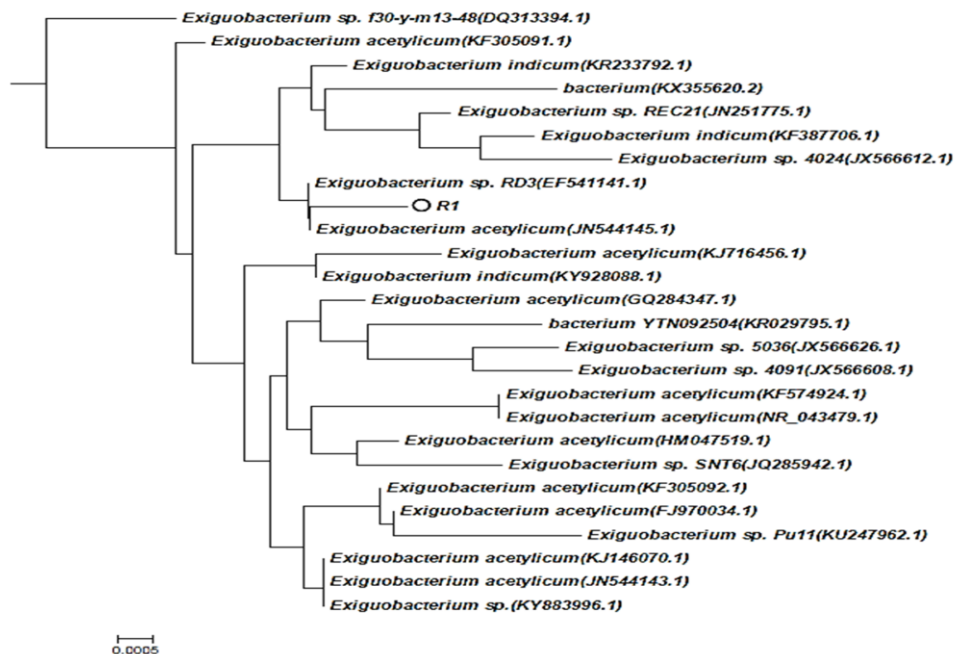 Exiguobacterium sp. f30-y-m13-48(DQ313394.1)
Exiguobacterium acetylicum(KF305091.1)
Exiguobacterium indicum(KR233792.1)
bacterium(KX355620.2)
Exiguobacterium sp. REC21(JN251775.1)
Exiguobacterium indicum(KF387706.1)
Exiguobacterium sp. 4024(JX566612.1)
Exiguobacterium sp. RD3(EF541141.1)
R1
Exiguobacterium acetylicum(JN544145.1)
Exiguobacterium acetylicum(KJ716456.1)
Exiguobacterium indicum(KY928088.1)
Exiguobacterium acetylicum(GQ284347.1)
bacterium YTN092504(KR029795.1)
Exiguobacterium sp. 5036(JX566626.1)
Exiguobacterium sp. 4091(JX566608.1)
Exiguobacterium acetylicum(KF574924.1)
Exiguobacterium acetylicum(NR_043479.1)
Exiguobacterium acetylicum(HM047519.1)
Exiguobacterium sp. SNT6(JQ285942.1)
Exiguobacterium acetylicum(KF305092.1)
Exiguobacterium acetylicum(FJ970034.1)
Exiguobacterium sp. Pu11(KU247962.1)
Exiguobacterium acetylicum(KJ146070.1)
Exiguobacterium acetylicum(JN544143.1)
Exiguobacterium sp.(KY883996.1)
0.0005